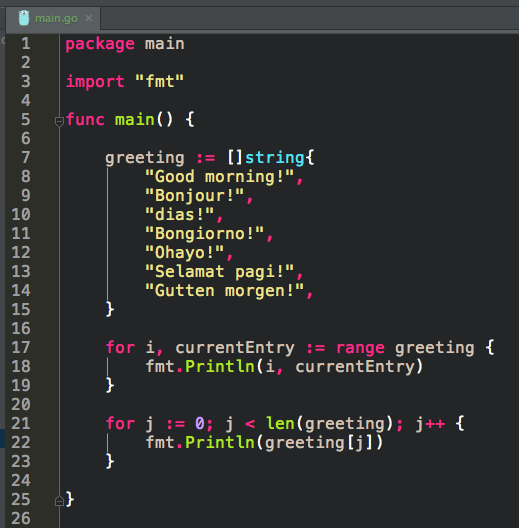 main.go ×
1 package main
2
3 import "fmt"
4
5 func main() {
6
7     greeting := []string{
8         "Good morning!",
9         "Bonjour!",
10         "dias!",
11         "Bongiorno!",
12         "Ohayo!",
13         "Selamat pagi!",
14         "Gutten morgen!",
15     }
16
17     for i, currentEntry := range greeting {
18         fmt.Println(i, currentEntry)
19     }
20
21     for j := 0; j < len(greeting); j++ {
22         fmt.Println(greeting[j])
23     }
24
25 }
26